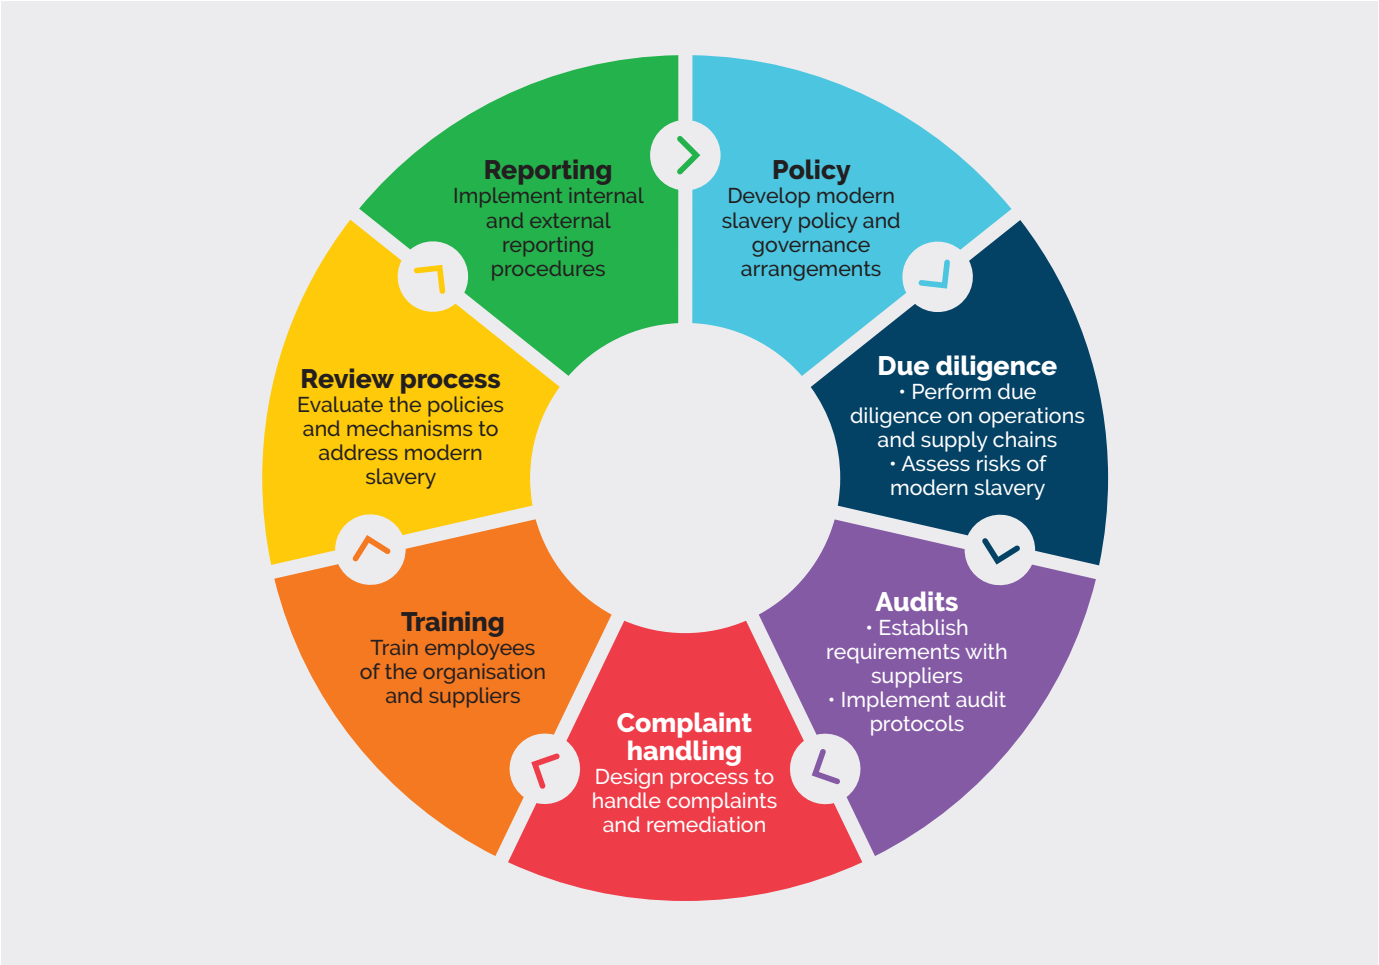 Reporting
Implement internal
and external
reporting
procedures
Policy
Develop modern
slavery policy and
governance
arrangements
Due diligence
• Perform due
diligence on operations
and supply chains
• Assess risks of
modern slavery
Audits
• Establish
requirements with
suppliers
• Implement audit
protocols
Complaint
handling
Design process to
handle complaints
and remediation
Training
Train employees
of the organisation
and suppliers
Review process
Evaluate the policies
and mechanisms to
address modern
slavery